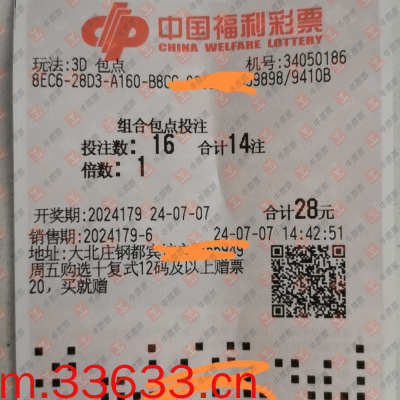 中国福利彩票
CHINA WELFARE LOTTERY
玩法:3D 包点 机号:34050186
8EC6-28D3-A160-B8C 9898/9410B
组合包点投注
投注数: 16 合计14注
倍数: 1
开奖期:2024179 24-07-07 合计28元
销售期:2024179-6 24-07-07 14:42:51
地址:大北庄钢都宾
周五购选十复式12码及以上赠票
20，买就赠
m.33633.cn